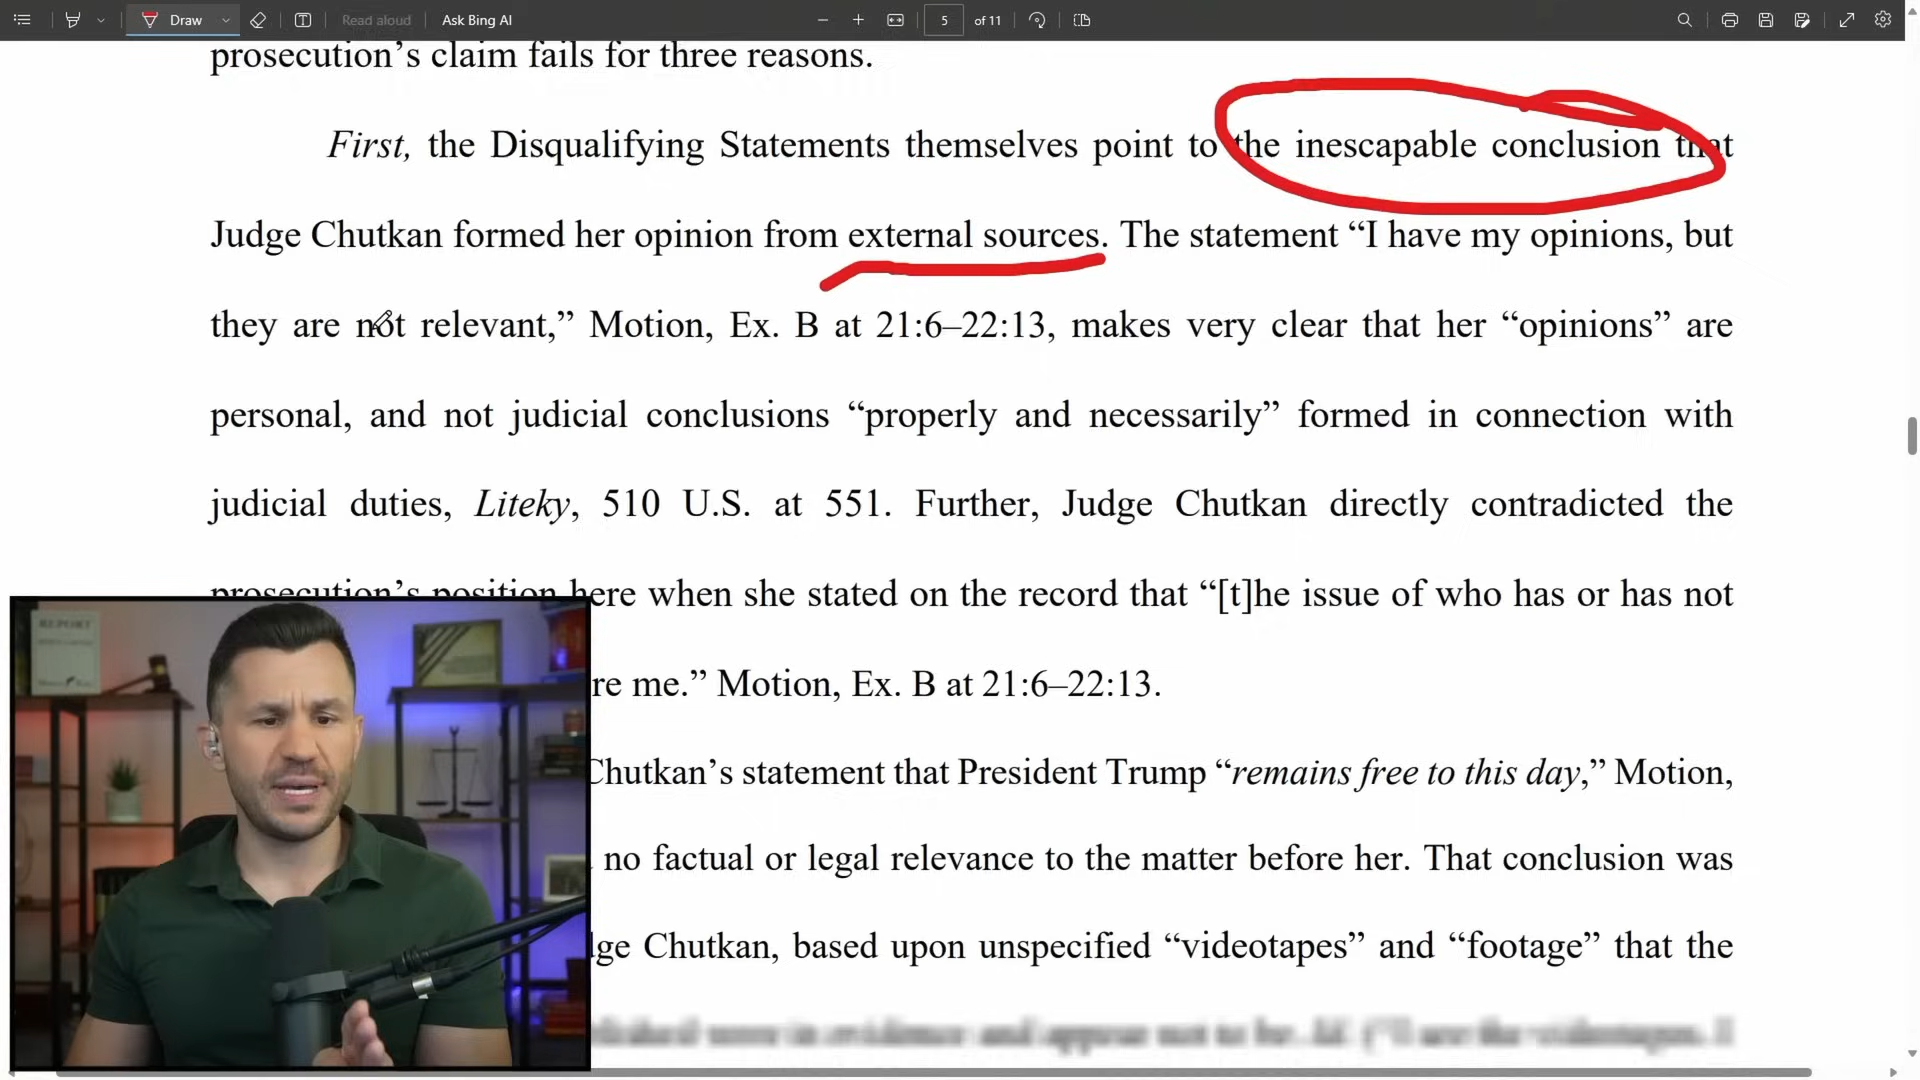 Draw
Read aloud
Ask Bing AI
5
of 11
prosecution’s claim fails for three reasons.
First, the Disqualifying Statements themselves point to the inescapable conclusion that
Judge Chutkan formed her opinion from external sources. The statement “I have my opinions, but
they are not relevant,” Motion, Ex. B at 21:6–22:13, makes very clear that her “opinions” are
personal, and not judicial conclusions “properly and necessarily” formed in connection with
judicial duties, Liteky, 510 U.S. at 551. Further, Judge Chutkan directly contradicted the
prosecution’s position here when she stated on the record that “[t]he issue of who has or has not
re me.” Motion, Ex. B at 21:6–22:13.
Chutkan’s statement that President Trump “remains free to this day,” Motion,
no factual or legal relevance to the matter before her. That conclusion was
dge Chutkan, based upon unspecified “videotapes” and “footage” that the
REPORT